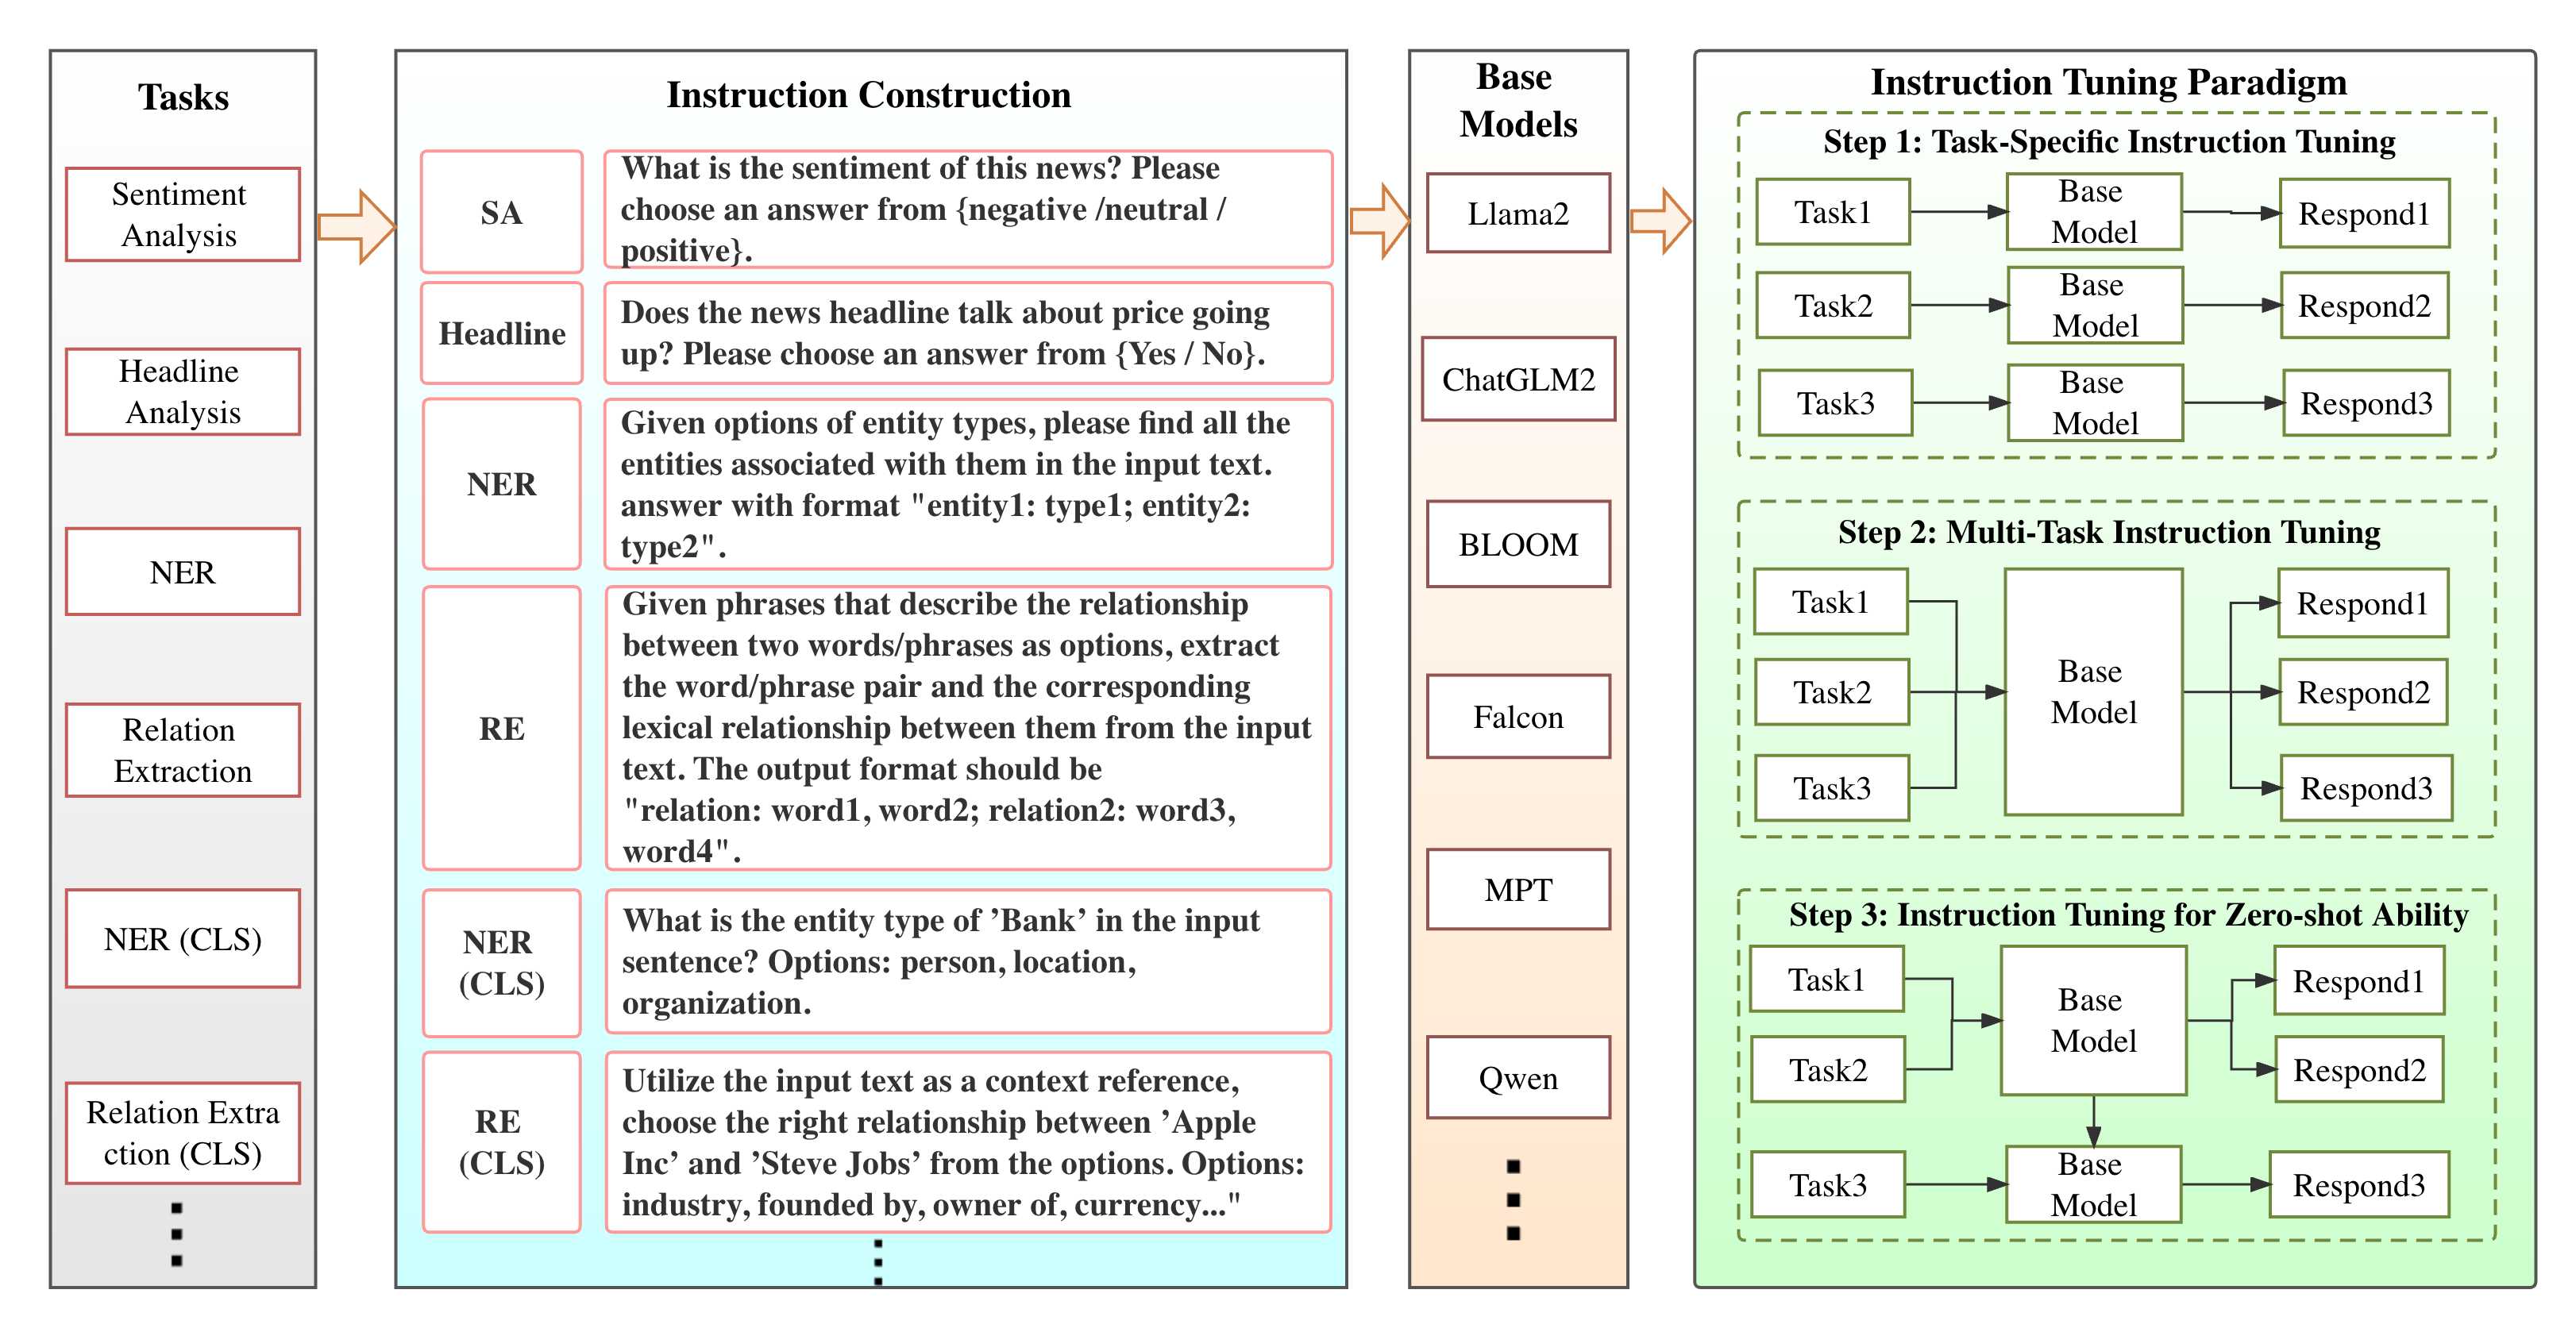 Tasks
Sentiment
Analysis
Headline
Analysis
NER
Relation
Extraction
NER (CLS)
Relation Extra
ction (CLS)
Instruction Construction
SA
What is the sentiment of this news? Please
choose an answer from {negative /neutral /
positive}.
Headline
Does the news headline talk about price going
up? Please choose an answer from {Yes / No}.
NER
Given options of entity types, please find all the
entities associated with them in the input text.
answer with format "entity1: type1; entity2:
type2".
RE
Given phrases that describe the relationship
between two words/phrases as options, extract
the word/phrase pair and the corresponding
lexical relationship between them from the input
text. The output format should be
"relation: word1, word2; relation2: word3,
word4".
NER
(CLS)
What is the entity type of ’Bank’ in the input
sentence? Options: person, location,
organization.
RE
(CLS)
Utilize the input text as a context reference,
choose the right relationship between ’Apple
Inc’ and ’Steve Jobs’ from the options. Options:
industry, founded by, owner of, currency..."
Base
Models
Llama2
ChatGLM2
BLOOM
Falcon
MPT
Qwen
Instruction Tuning Paradigm
Step 1: Task-Specific Instruction Tuning
Task1
Base
Model
Respond1
Task2
Base
Model
Respond2
Task3
Base
Model
Respond3
Step 2: Multi-Task Instruction Tuning
Task1
Task2
Task3
Base
Model
Respond1
Respond2
Respond3
Step 3: Instruction Tuning for Zero-shot Ability
Task1
Task2
Base
Model
Respond1
Respond2
Task3
Base
Model
Respond3